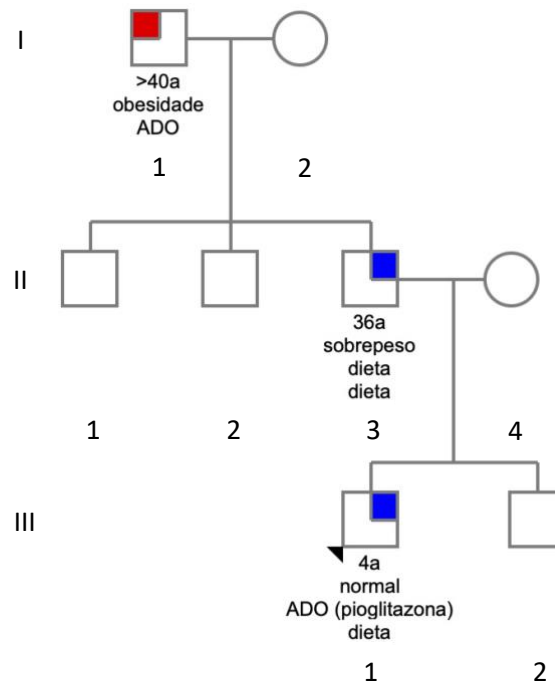 I
>40a
obesidade
ADO
1 2
II
36a
sobrepeso
dieta
dieta
1 2 3 4
III
4a
normal
ADO (pioglitazona)
dieta
1 2